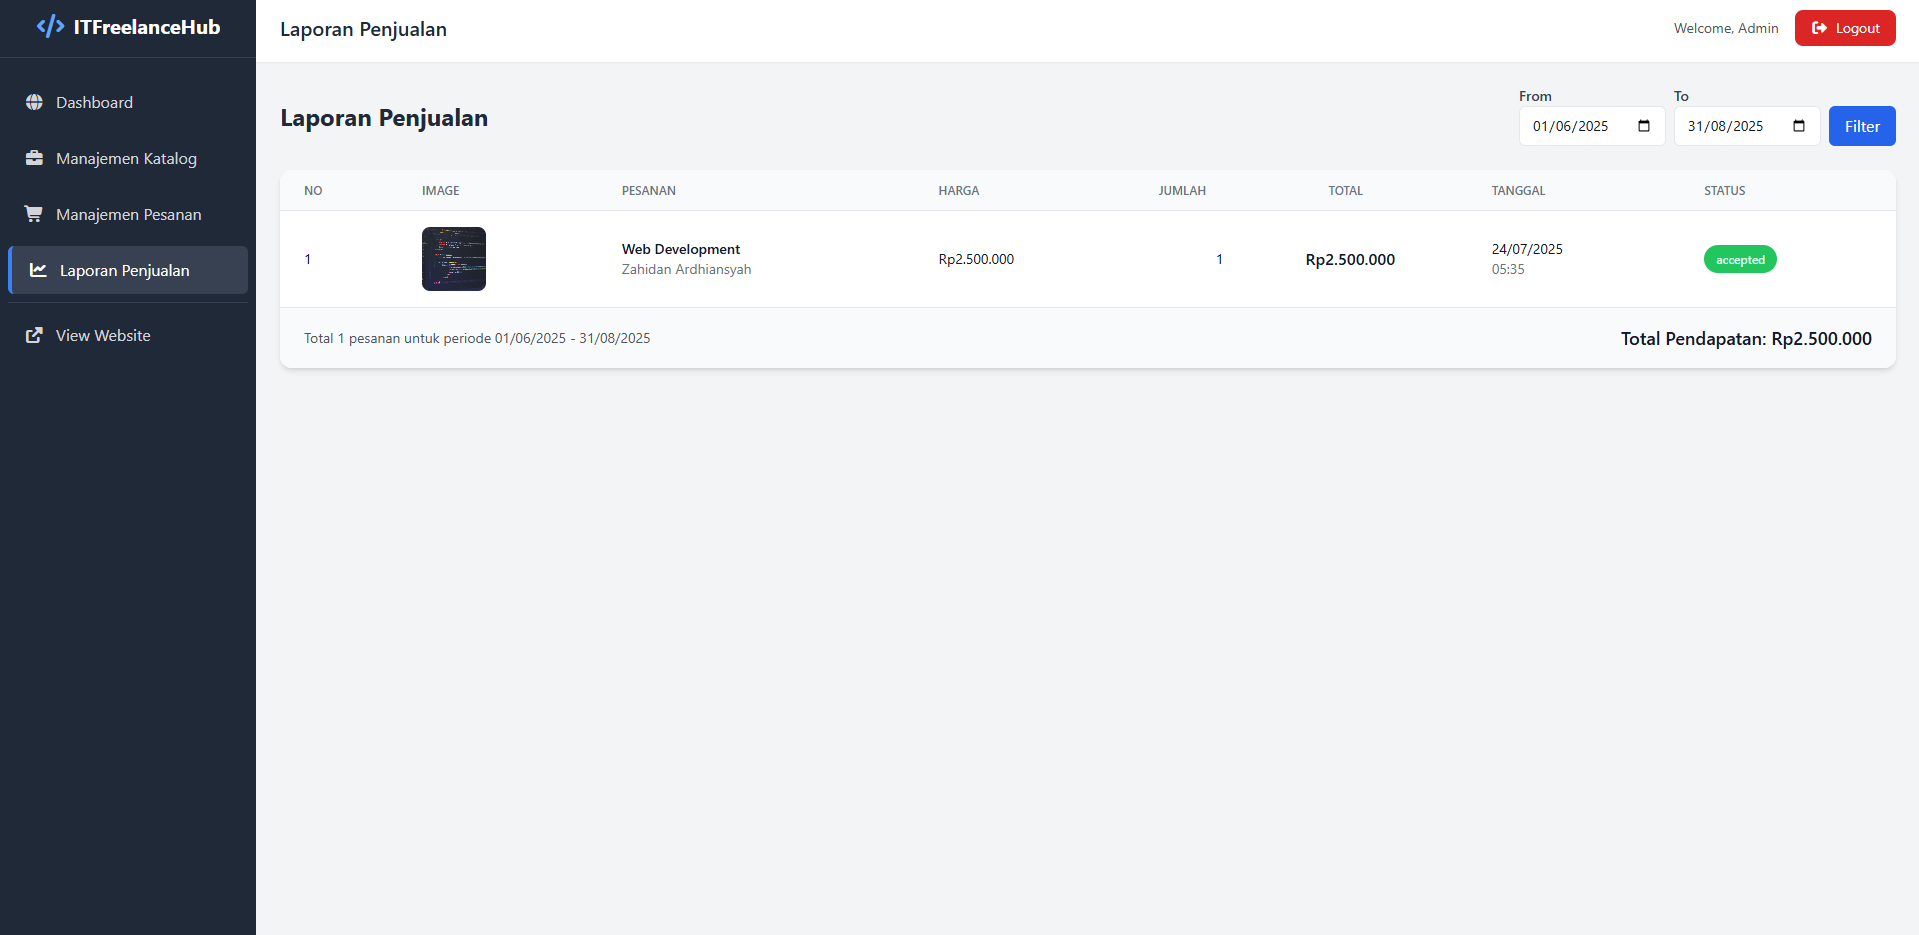 ITFreelanceHub
Dashboard
Manajemen Katalog
Manajemen Pesanan
Laporan Penjualan
View Website
Laporan Penjualan
Welcome, Admin
Logout
Laporan Penjualan
From
To
01/06/2025
31/08/2025
Filter
NO IMAGE PESANAN HARGA JUMLAH TOTAL TANGGAL STATUS
1 Web Development Rp2.500.000 1 Rp2.500.000 24/07/2025 accepted
Zahidan Ardhiansyah 05:35
Total 1 pesanan untuk periode 01/06/2025 - 31/08/2025
Total Pendapatan: Rp2.500.000